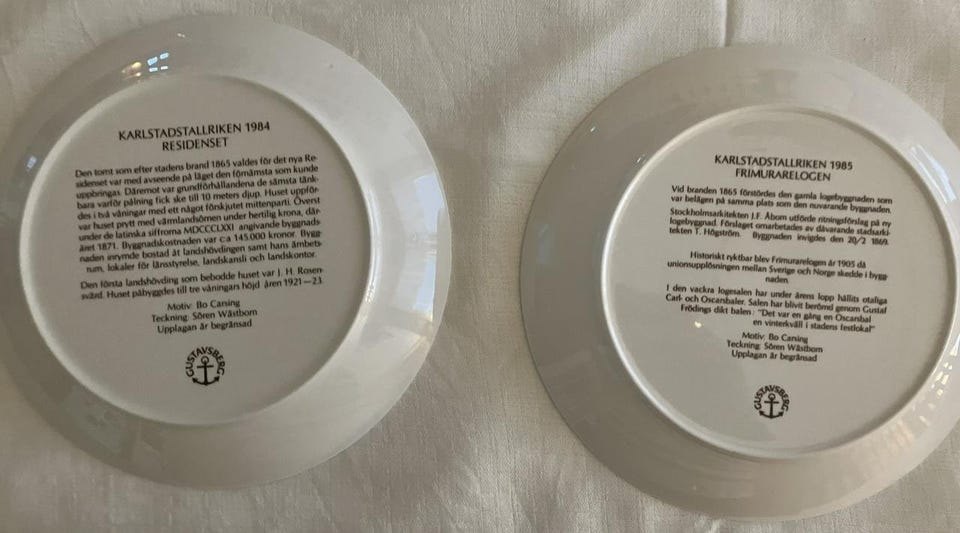 KARLSTADSTALLRIKEN 1984
RESIDENSET
Den tomt som efter stadens brand 1865 valdes för det nya Re-
sidenset var med avseende på läget den förnämsta som kunde
uppbringas. Däremot var grundförhållandena de sämsta tänk-
bara varför pålning fick ske till 10 meters djup. Huset uppför-
des i två våningar med ett något förskjutet mittenparti. Överst
var huset prytt med värmlandsörnen under hertilig krona, där-
under de latinska siffrorna MDCCCLXXI angivande byggnads-
året 1871. Byggnadskostnaden var c:a 145.000 kronor. Bygg-
naden inrymde bostad åt landshövdingen samt hans ämbets-
rum, lokaler för länsstyrelse, landskansli och landskontor.
Den första landshövding som bebodde huset var J. H. Rosen-
svärd. Huset påbyggdes till tre våningars höjd åren 1921—23.
Motiv: Bo Carsing
Teckning: Sören Wästbom
Upplagan är begränsad
GUSTAVSBERG
KARLSTADSTALLRIKEN 1985
FRIMURARELOGEN
Vid branden 1865 förstördes den gamla logebyggnaden som
var belägen på samma plats som den nuvarande byggnaden.
Stockholmsarkitekten J.F. Åbom utförde ritningsförslag på ny
logebyggnad. Förslaget omarbetades av dåvarande stadsarki-
tekten T. Högström. Byggnaden invigdes den 20/2 1869.
Historiskt ryktbar blev Frimurarelogen år 1905 då
unionsupplösningen mellan Sverige och Norge skedde i bygg
naden.
I den vackra logesalen har under årens lopp hållits otaliga
Carl- och Oscarsbaler. Salen har blivit berömd genom Gustaf
Frödings dikt balen: "Det var en gång en Oscarsbal
en vinterkväll i stadens festlokal"
Motiv: Bo Carsing
Teckning: Sören Wästbom
Upplagan är begränsad
GUSTAVSBERG